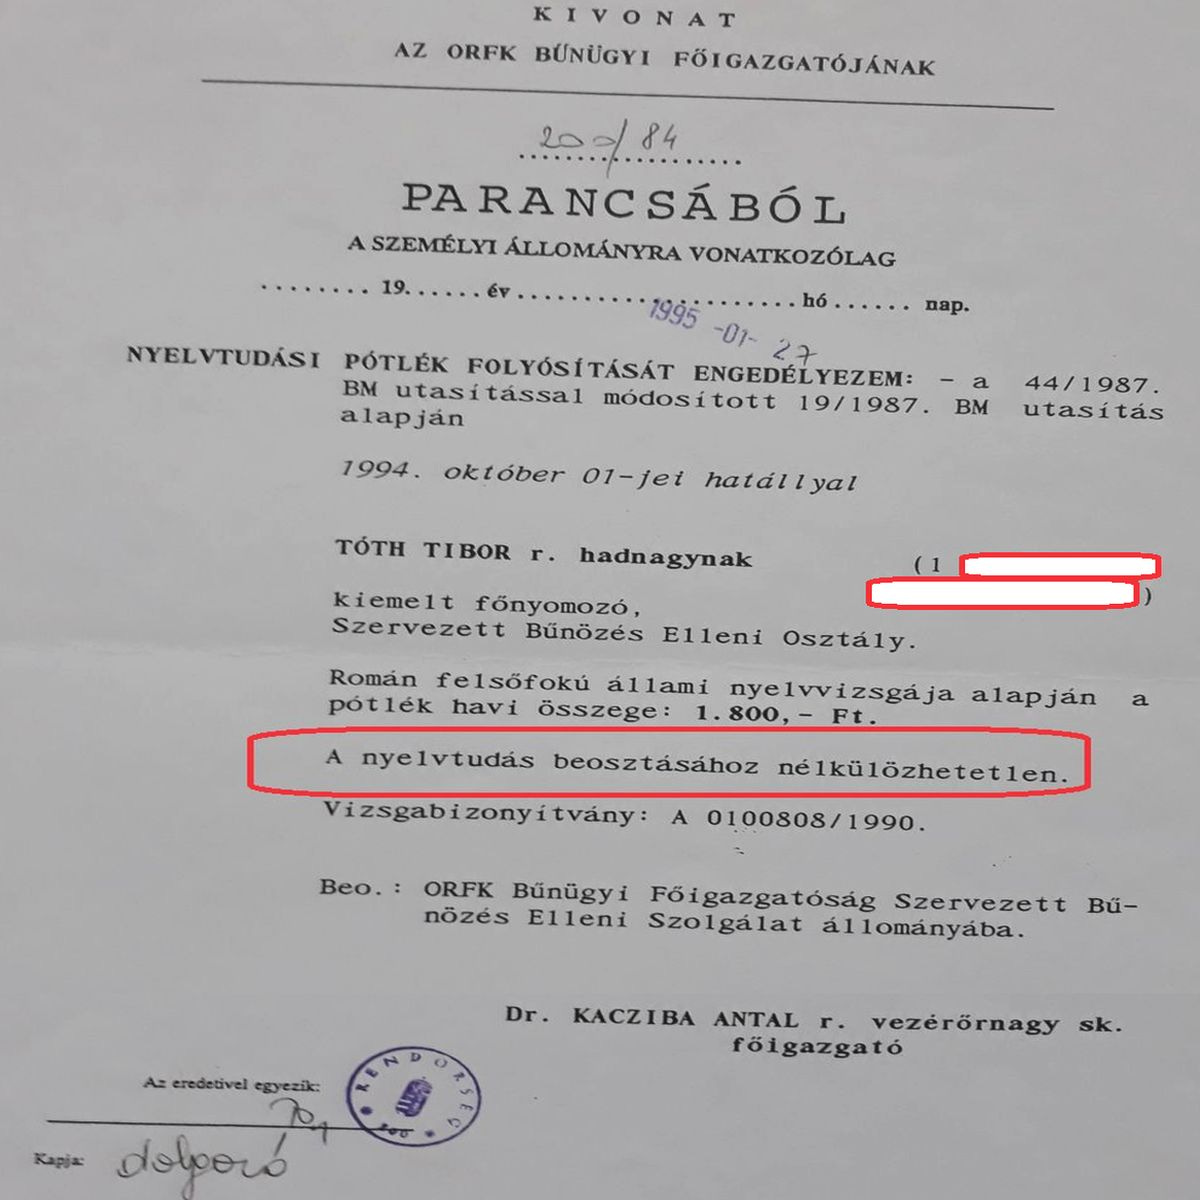 KIVONAT
AZ ORFK BŰNÜGYI FŐIGAZGATÓJÁNAK
200/84
PARANCSÁBÓL
A SZEMÉLYI ÁLLOMÁNYRA VONATKOZÓLAG
........ 19...... év ...................... hó ...... nap.
1995 -01- 27
NYELVTUDÁSI PÓTLÉK FOLYÓSÍTÁSÁT ENGEDÉLYEZEM: - a 44/1987.
BM utasítással módosított 19/1987. BM utasítás
alapján
1994. október 01-jei hatállyal
TÓTH TIBOR r. hadnagynak (1
)
kiemelt főnyomozó,
Szervezett Bűnözés Elleni Osztály.
Román felsőfokú állami nyelvvizsgája alapján a
pótlék havi összege: 1.800,- Ft.
A nyelvtudás beosztásához nélkülözhetetlen.
Vizsgabizonyítvány: A 0100808/1990.
Beo.: ORFK Bűnügyi Főigazgatóság Szervezett Bű-
nözés Elleni Szolgálat állományába.
Dr. KACZIBA ANTAL r. vezérőrnagy sk.
főigazgató
Az eredetivel egyezik:
RENDŐRSÉG
Kapja: dolgozó